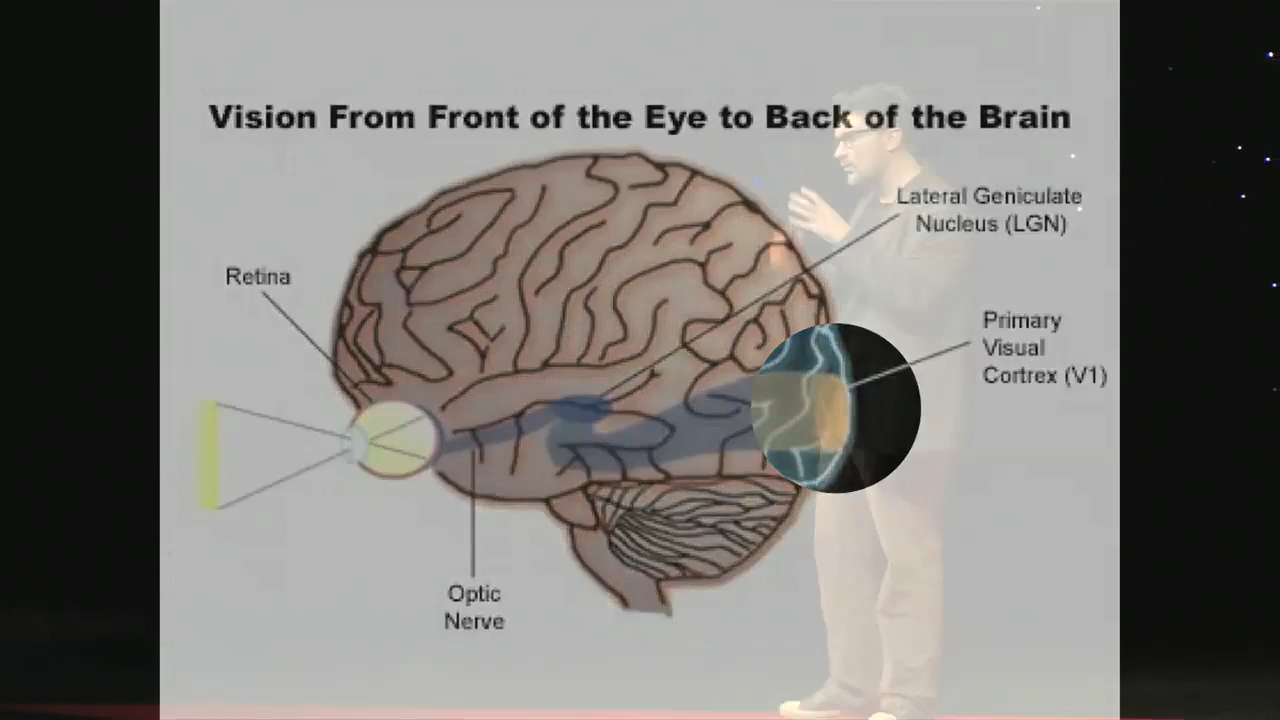 Vision From Front of the Eye to Back of the Brain
Lateral Geniculate
Nucleus (LGN)
Retina
Primary
Visual
Cortrex (V1)
Optic
Nerve